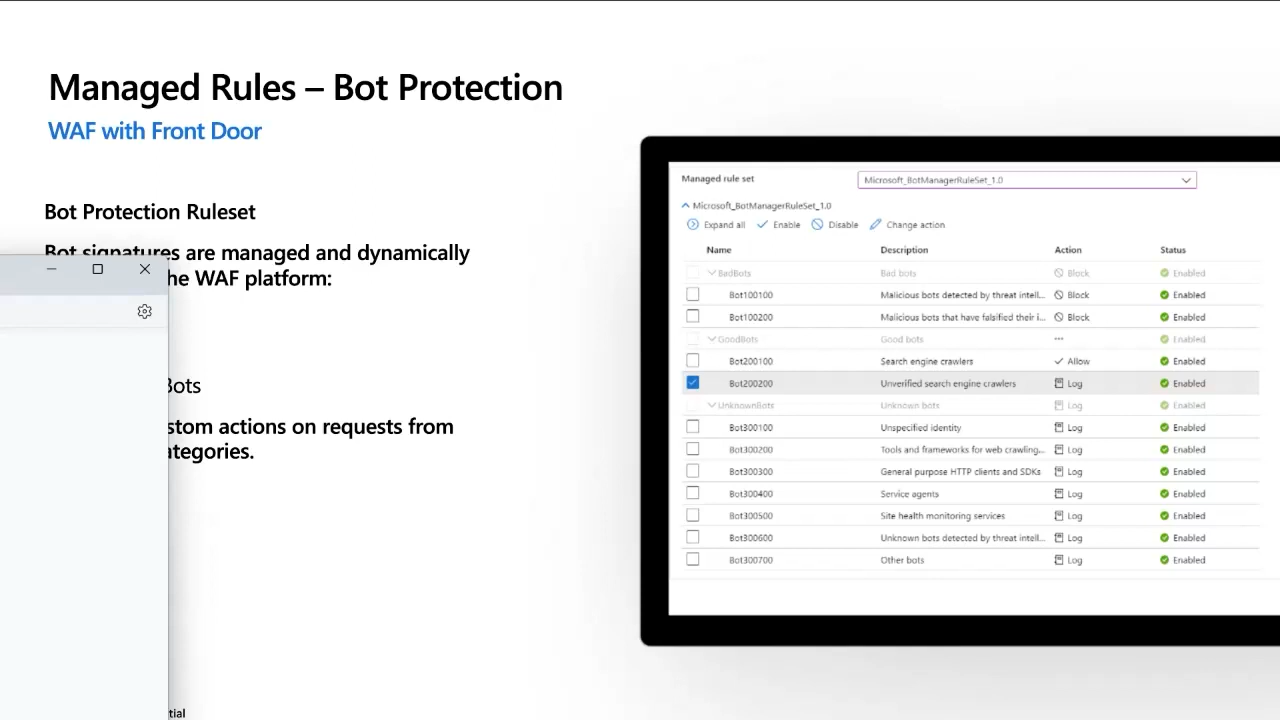 Managed Rules – Bot Protection
WAF with Front Door
Bot Protection Ruleset
Bot signatures are managed and dynamically
he WAF platform:
Bots
stom actions on requests from
ategories.
tial
Managed rule set Microsoft_BotManagerRuleSet_1.0
Microsoft_BotManagerRuleSet_1.0
Expand all Enable Disable Change action
Name Description Action Status
BadBots Bad bots Block Enabled
Bot100100 Malicious bots detected by threat intell... Block Enabled
Bot100200 Malicious bots that have falsified their i... Block Enabled
GoodBots Good bots ... Enabled
Bot200100 Search engine crawlers Allow Enabled
Bot200200 Unverified search engine crawlers Log Enabled
UnknownBots Unknown bots Log Enabled
Bot300100 Unspecified identity Log Enabled
Bot300200 Tools and frameworks for web crawling... Log Enabled
Bot300300 General purpose HTTP clients and SDKs Log Enabled
Bot300400 Service agents Log Enabled
Bot300500 Site health monitoring services Log Enabled
Bot300600 Unknown bots detected by threat intell... Log Enabled
Bot300700 Other bots Log Enabled